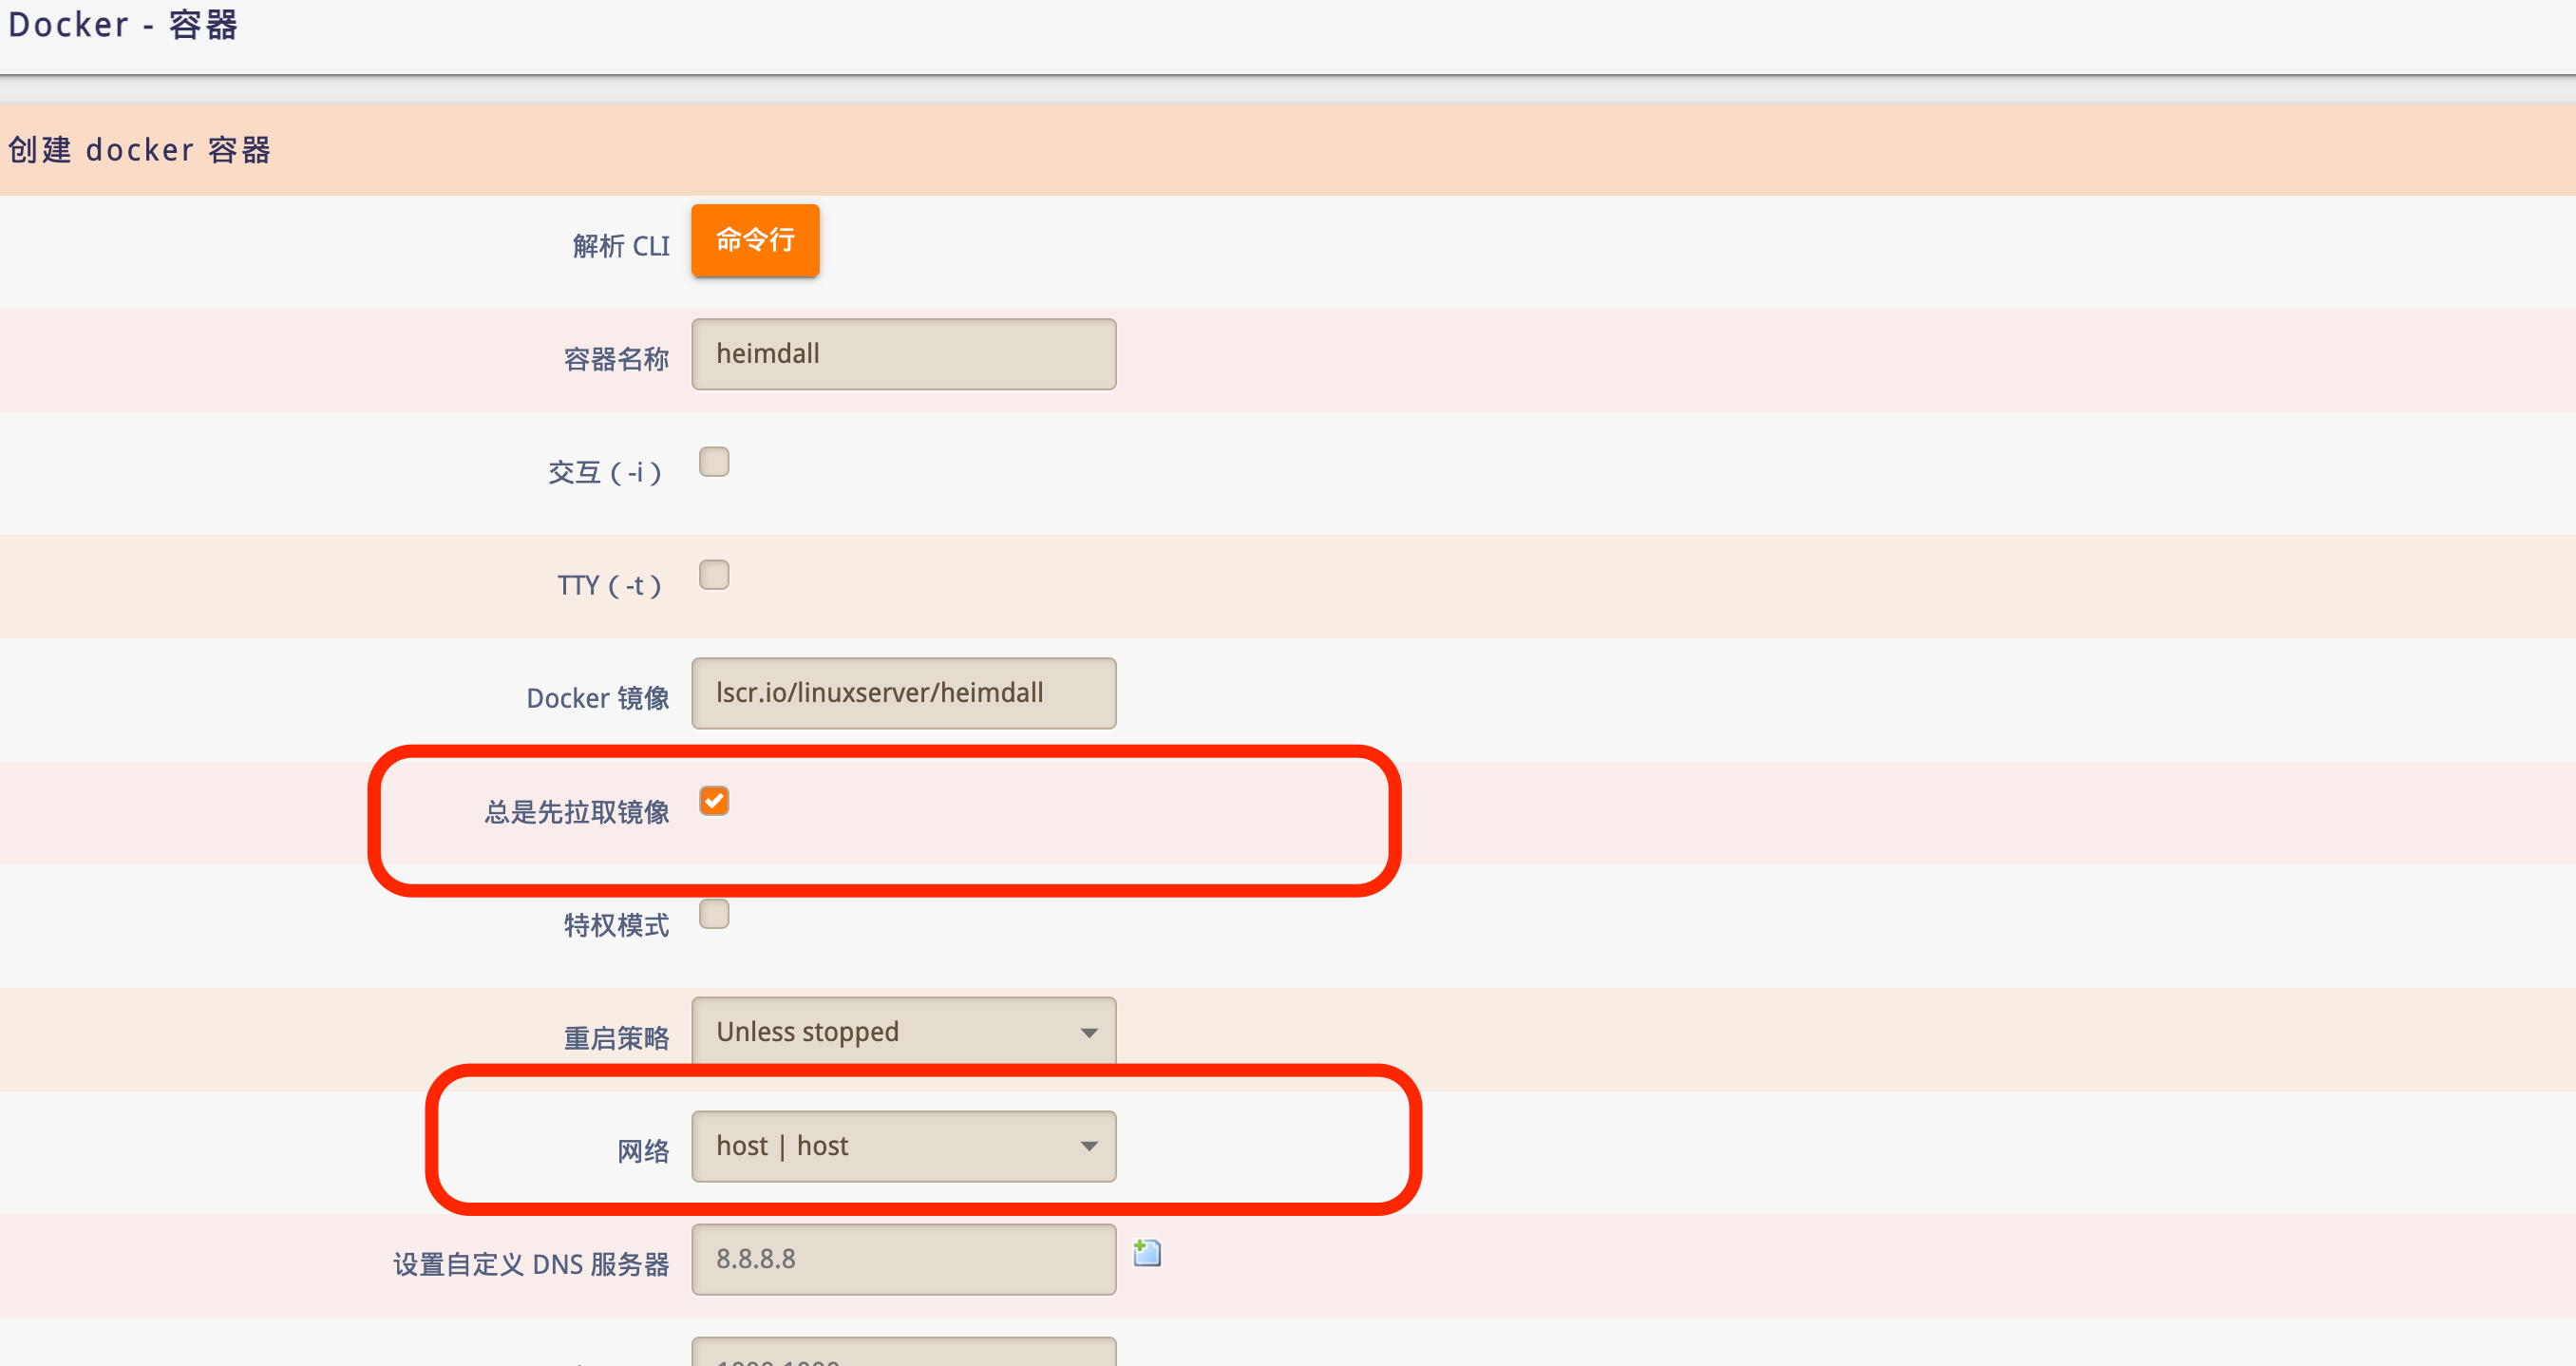 Docker - 容器
创建 docker 容器
解析 CLI 命令行
容器名称 heimdall
交互（-i）
TTY（-t）
Docker 镜像 lscr.io/linuxserver/heimdall
总是先拉取镜像
特权模式
重启策略 Unless stopped
网络 host | host
设置自定义 DNS 服务器 8.8.8.8